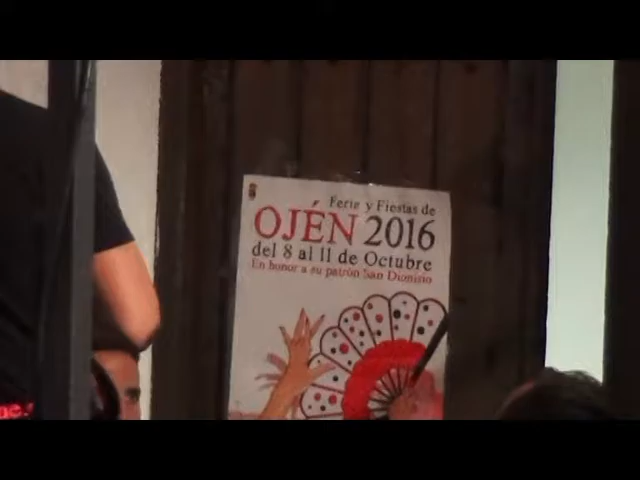 Feria y Fiestas de
OJÉN 2016
del 8 al 11 de Octubre
En honor a su patrón San Dionisio